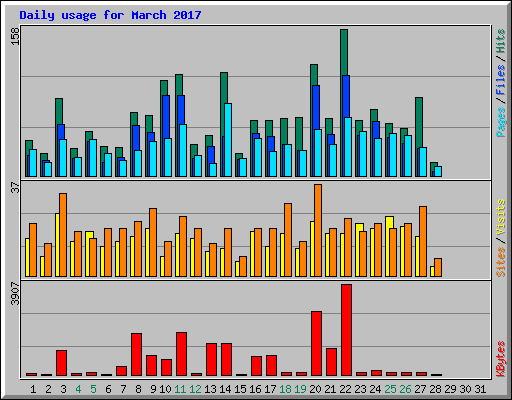 Daily usage for March 2017
158
Pages/Files/Hits
37
Sites/Visits
3907
KBytes
1 2 3 4 5 6 7 8 9 10 11 12 13 14 15 16 17 18 19 20 21 22 23 24 25 26 27 28 29 30 31